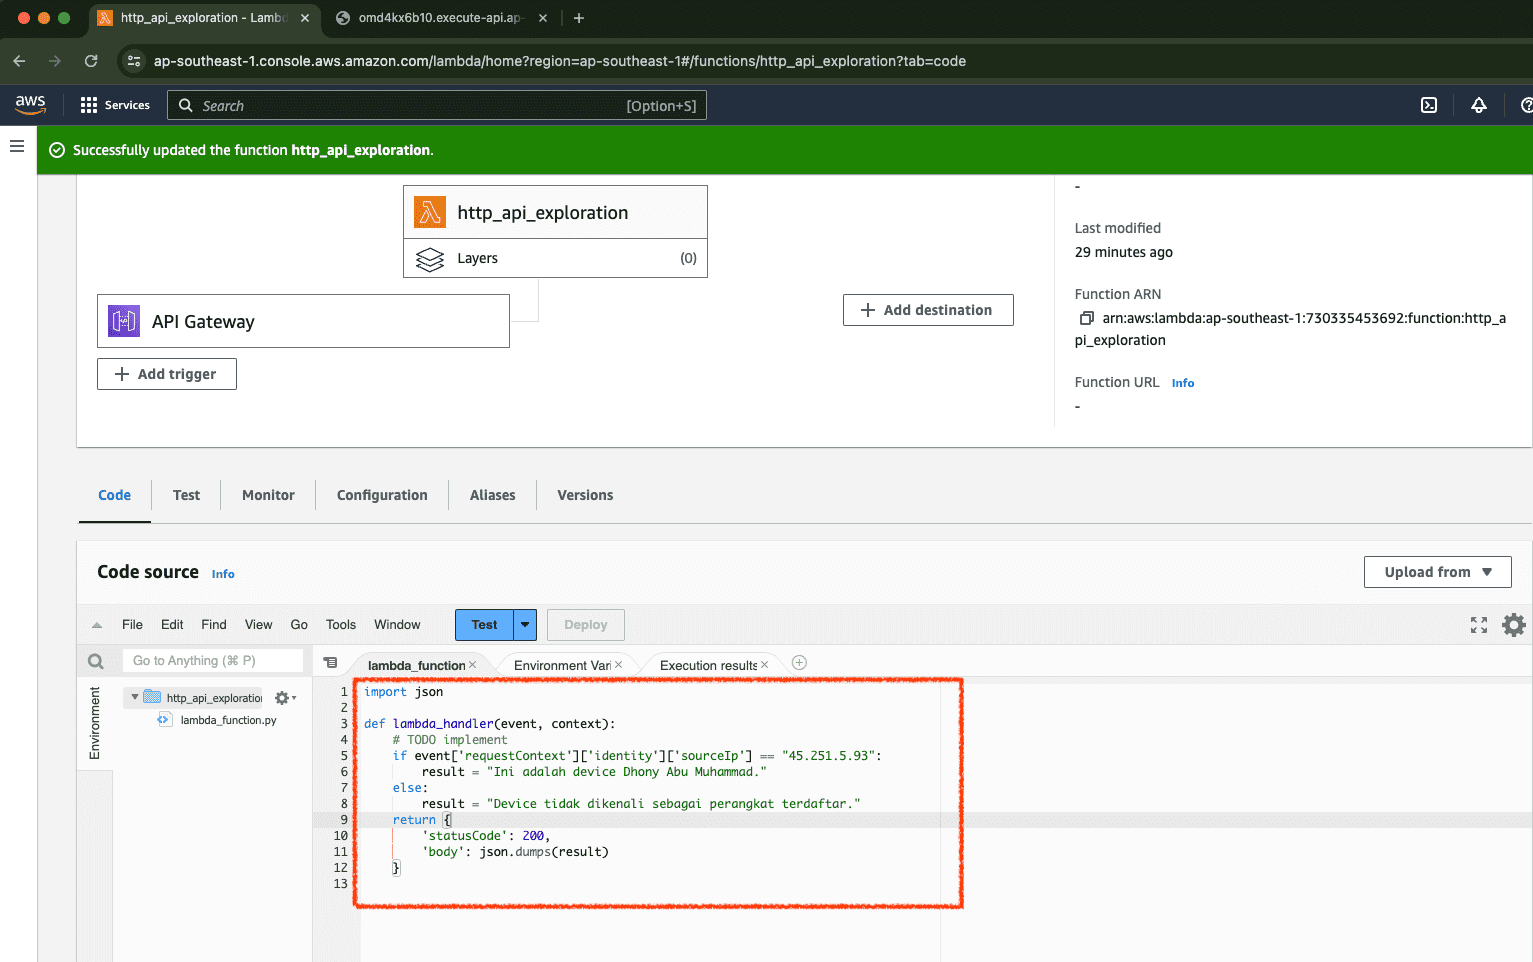 http_api_exploration - Lambd
omd4kx6b10.execute-api.ap-
ap-southeast-1.console.aws.amazon.com/lambda/home?region=ap-southeast-1#/functions/http_api_exploration?tab=code
aws
Services
Search
[Option+S]
Successfully updated the function http_api_exploration.
http_api_exploration
Layers
(0)
API Gateway
+ Add trigger
+ Add destination
-
Last modified
29 minutes ago
Function ARN
arn:aws:lambda:ap-southeast-1:730335453692:function:http_a
pi_exploration
Function URL Info
-
Code
Test
Monitor
Configuration
Aliases
Versions
Code source Info
Upload from
File Edit Find View Go Tools Window
Test
Deploy
Go to Anything (⌘ P)
lambda_function
Environment Vari
Execution results
Environment
http_api_exploration
lambda_function.py
1 import json
2
3 def lambda_handler(event, context):
4 # TODO implement
5 if event['requestContext']['identity']['sourceIp'] == "45.251.5.93":
6 result = "Ini adalah device Dhony Abu Muhammad."
7 else:
8 result = "Device tidak dikenali sebagai perangkat terdaftar."
9 return {
10 'statusCode': 200,
11 'body': json.dumps(result)
12 }
13